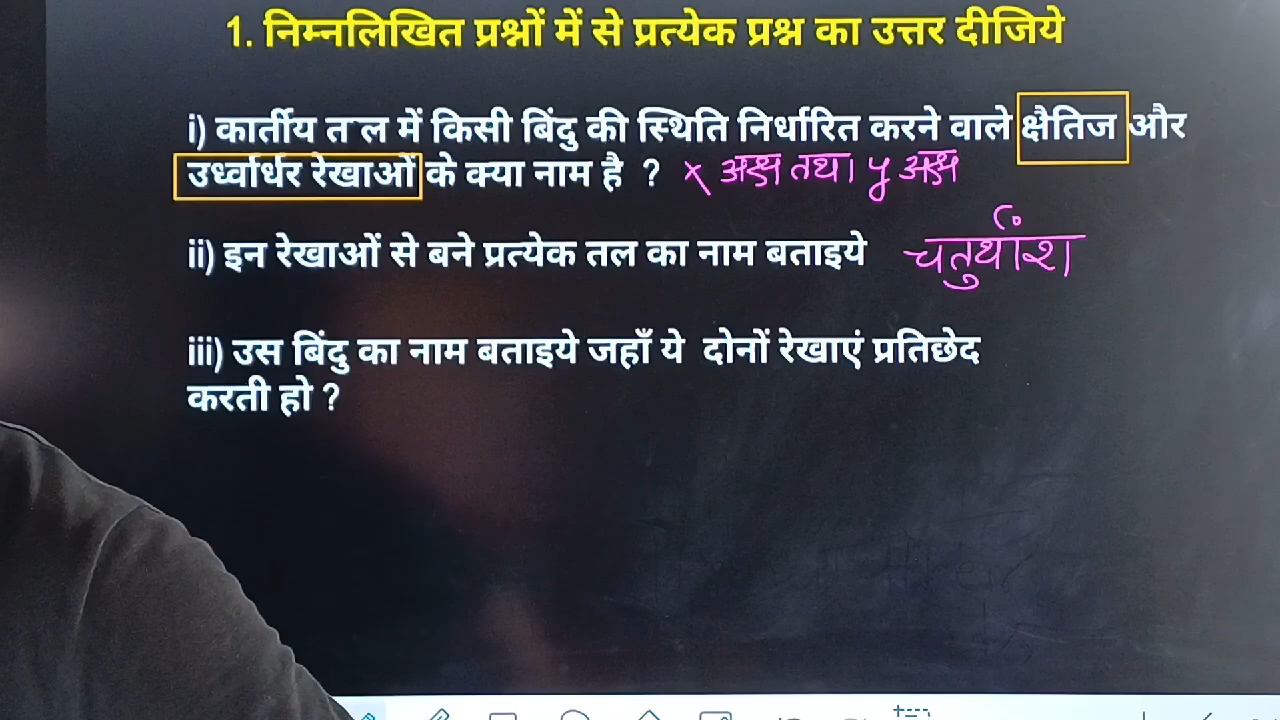 1. निम्नलिखित प्रश्नों में से प्रत्येक प्रश्न का उत्तर दीजिये
i) कार्तीय तल में किसी बिंदु की स्थिति निर्धारित करने वाले क्षैतिज और
उर्ध्वार्धर रेखाओं के क्या नाम है ? x अक्ष तथा y अक्ष
ii) इन रेखाओं से बने प्रत्येक तल का नाम बताइये चतुर्थांश
iii) उस बिंदु का नाम बताइये जहाँ ये दोनों रेखाएं प्रतिछेद
करती हो ?